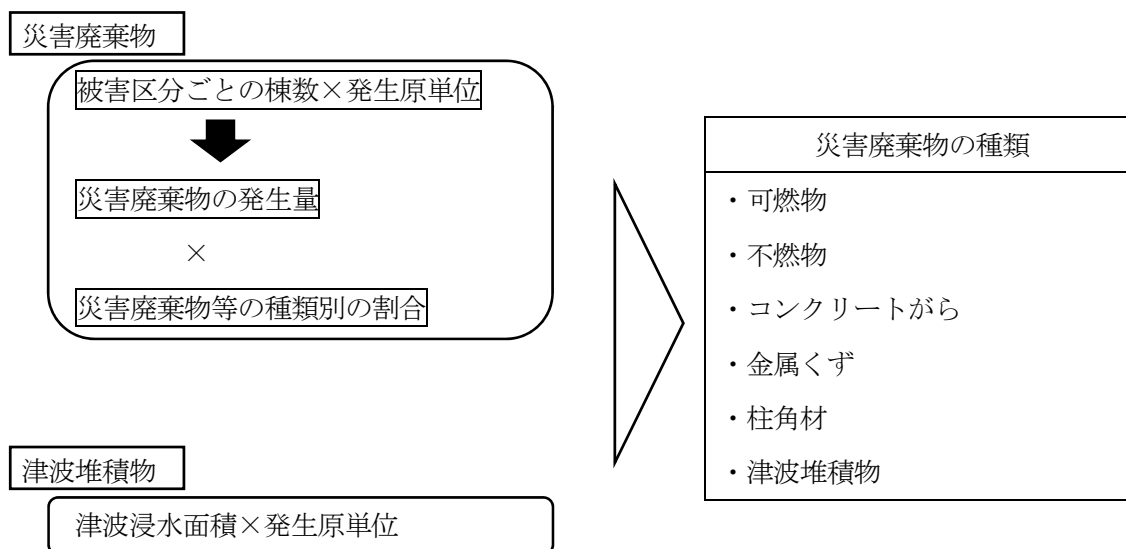 災害廃棄物
被害区分ごとの棟数×発生原単位
災害廃棄物の発生量
×
災害廃棄物等の種類別の割合
津波堆積物
津波浸水面積×発生原単位
災害廃棄物の種類
・可燃物
・不燃物
・コンクリートがら
・金属くず
・柱角材
・津波堆積物